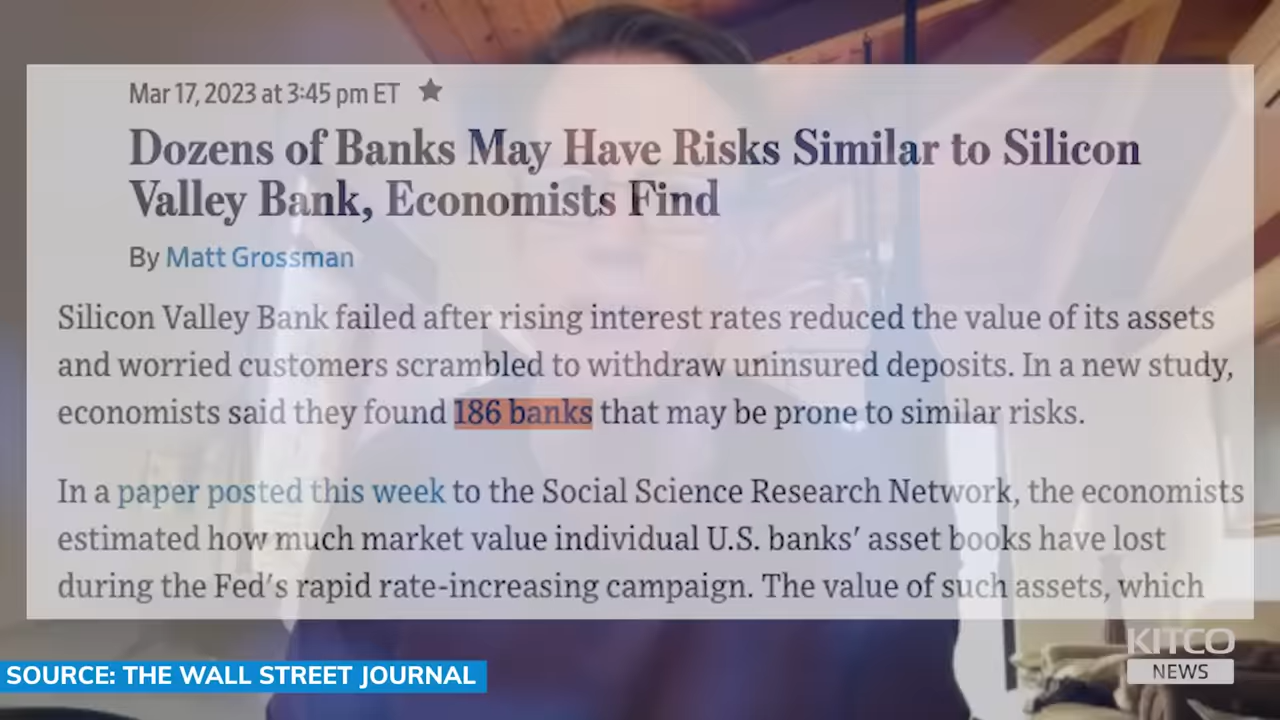 Mar 17, 2023 at 3:45 pm ET
Dozens of Banks May Have Risks Similar to Silicon
Valley Bank, Economists Find
By Matt Grossman
Silicon Valley Bank failed after rising interest rates reduced the value of its assets
and worried customers scrambled to withdraw uninsured deposits. In a new study,
economists said they found 186 banks that may be prone to similar risks.
In a paper posted this week to the Social Science Research Network, the economists
estimated how much market value individual U.S. banks’ asset books have lost
during the Fed’s rapid rate-increasing campaign. The value of such assets, which
KITCO
NEWS
SOURCE: THE WALL STREET JOURNAL